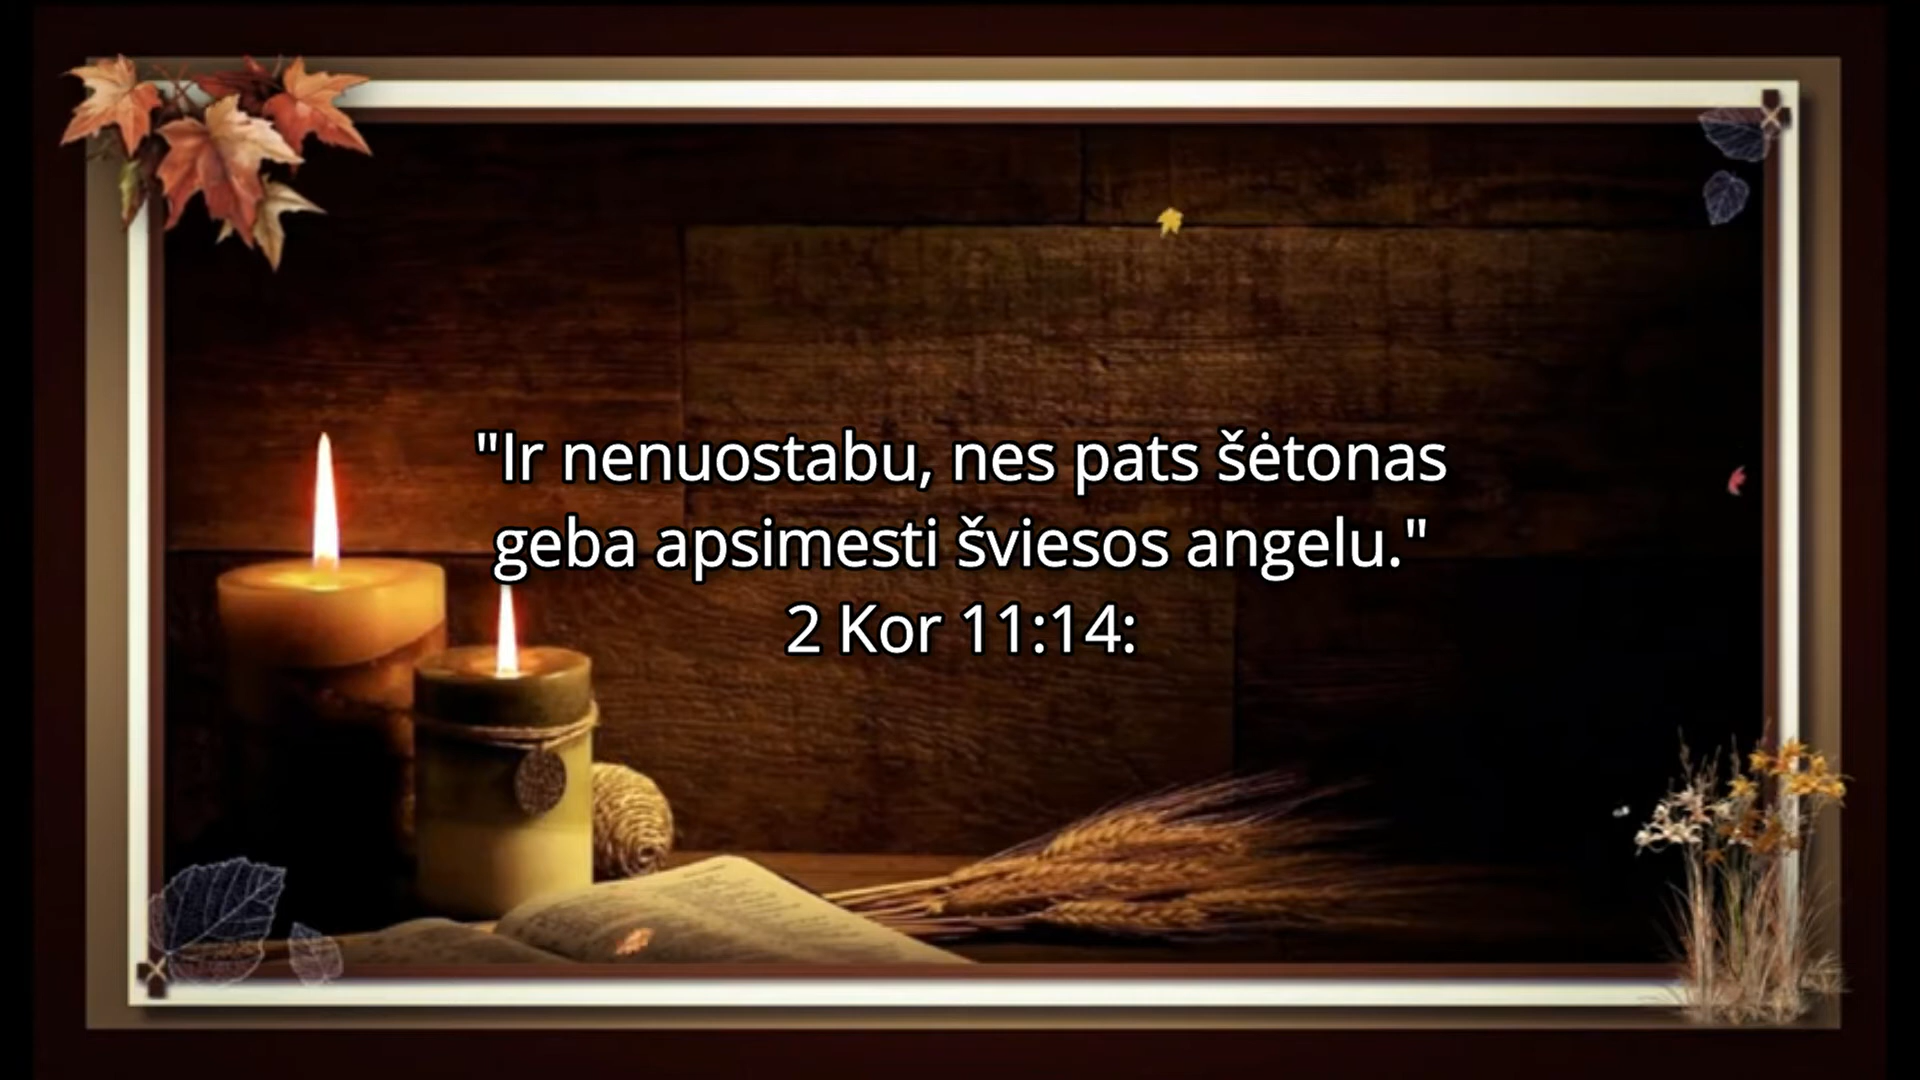 "Ir nenuostabu, nes pats šėtonas
geba apsimesti šviesos angelu."
2 Kor 11:14: